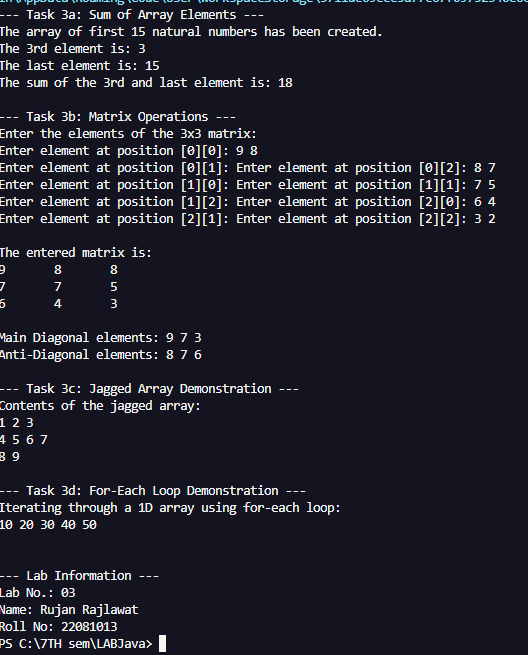 --- Task 3a: Sum of Array Elements ---
The array of first 15 natural numbers has been created.
The 3rd element is: 3
The last element is: 15
The sum of the 3rd and last element is: 18
--- Task 3b: Matrix Operations ---
Enter the elements of the 3x3 matrix:
Enter element at position [0][0]: 9 8
Enter element at position [0][1]: Enter element at position [0][2]: 8 7
Enter element at position [1][0]: Enter element at position [1][1]: 7 5
Enter element at position [1][2]: Enter element at position [2][0]: 6 4
Enter element at position [2][1]: Enter element at position [2][2]: 3 2
The entered matrix is:
9 8 8
7 7 5
6 4 3
Main Diagonal elements: 9 7 3
Anti-Diagonal elements: 8 7 6
--- Task 3c: Jagged Array Demonstration ---
Contents of the jagged array:
1 2 3
4 5 6 7
8 9
--- Task 3d: For-Each Loop Demonstration ---
Iterating through a 1D array using for-each loop:
10 20 30 40 50
--- Lab Information ---
Lab No.: 03
Name: Rujan Rajlawat
Roll No: 22081013
PS C:\7TH sem\LABJava>